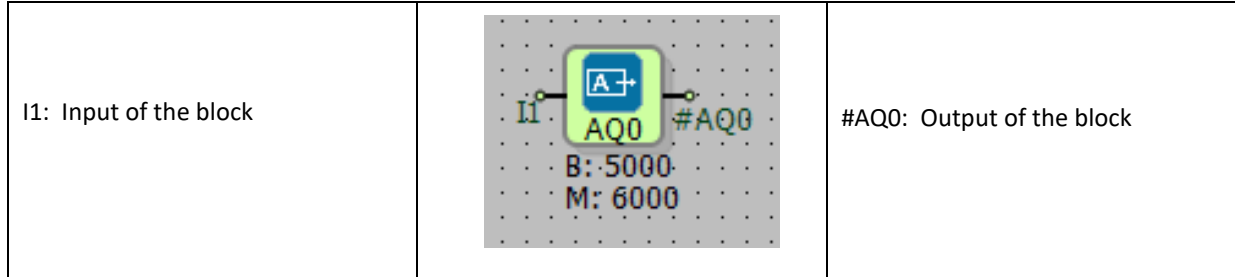 I1: Input of the block
A
I1
AQ0
#AQ0
B: 5000
M: 6000
#AQ0: Output of the block